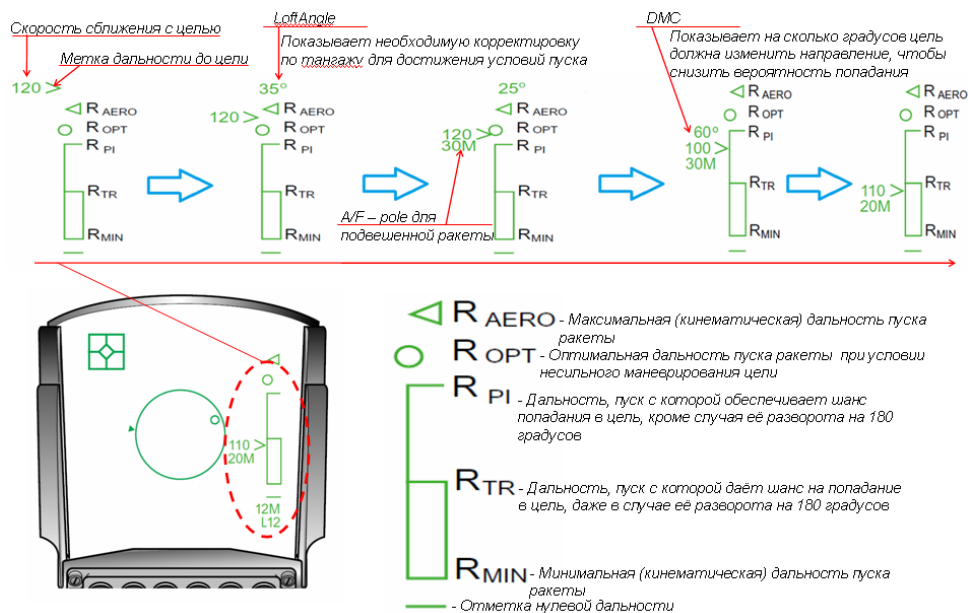 Скорость сближения с целью
Метка дальности до цели
LoftAngle
Показывает необходимую корректировку
по тангажу для достижения условий пуска
DMC
Показывает на сколько градусов цель
должна изменить направление, чтобы
снизить вероятность попадания
120 >
R AERO
R OPT
R PI
R TR
R MIN
35°
120 >
R AERO
R OPT
R PI
R TR
R MIN
25°
R AERO
120 >
30M
R OPT
R PI
R TR
R MIN
A/F – pole для
подвешенной ракеты
R AERO
R OPT
60°
R PI
100 >
30M
R TR
R MIN
R AERO
R OPT
R PI
110 >
20M
R TR
R MIN
110 >
20M
12M
L12
R AERO - Максимальная (кинематическая) дальность пуска
ракеты
R OPT - Оптимальная дальность пуска ракеты при условии
несильного маневрирования цели
R PI - Дальность, пуск с которой обеспечивает шанс
попадания в цель, кроме случая её разворота на 180
градусов
R TR - Дальность, пуск с которой даёт шанс на попадание
в цель, даже в случае её разворота на 180 градусов
R MIN - Минимальная (кинематическая) дальность пуска
ракеты
- Отметка нулевой дальности